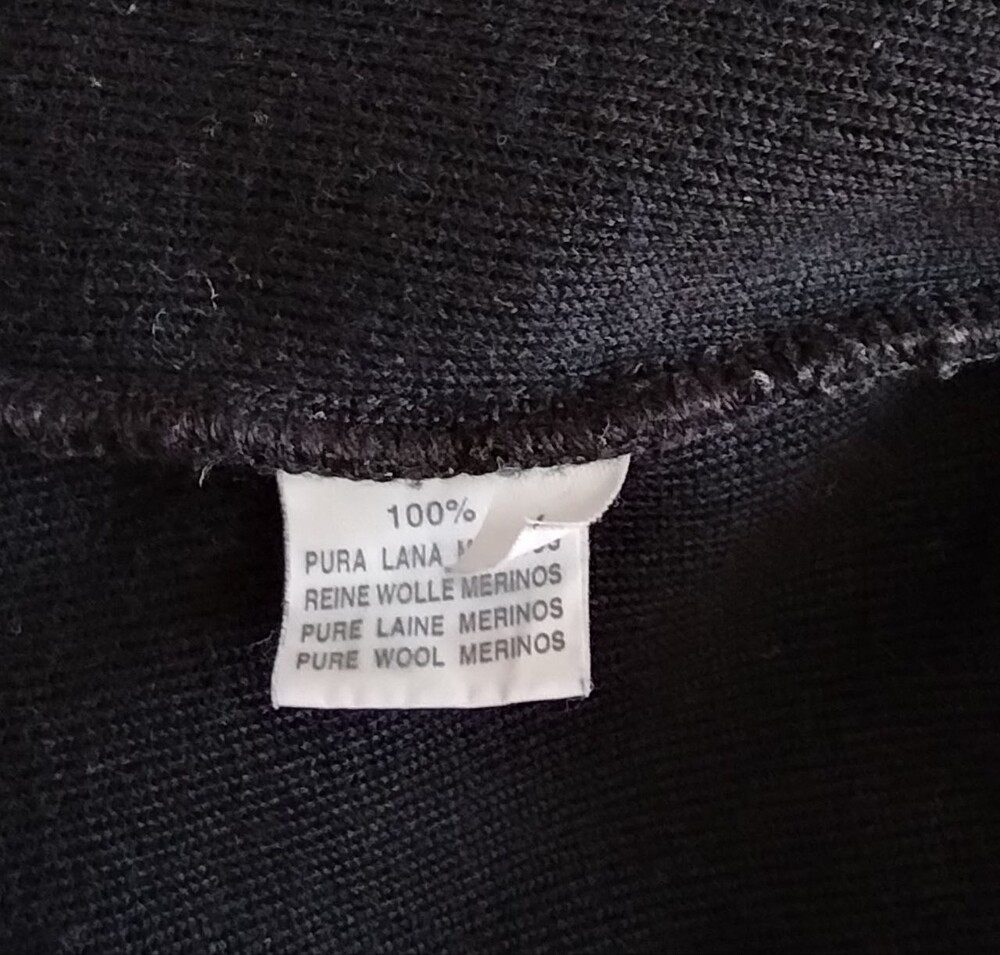 100%
PURA LANA
REINE WOLLE MERINOS
PURE LAINE MERINOS
PURE WOOL MERINOS